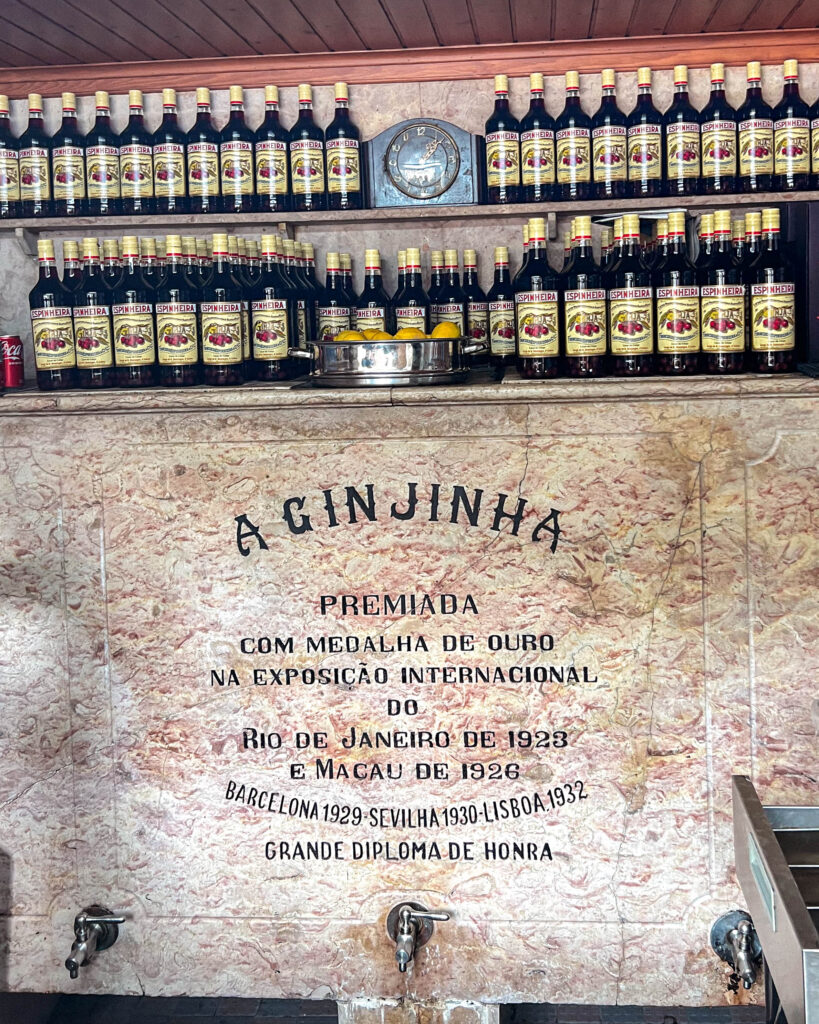 ESPINHEIRA
A GINJINHA
PREMIADA
COM MEDALHA DE OURO
NA EXPOSIÇÃO INTERNACIONAL
DO
RIO DE JANEIRO DE 1923
E MACAU DE 1926
BARCELONA 1929-SEVILHA 1930-LISBOA 1932
GRANDE DIPLOMA DE HONRA